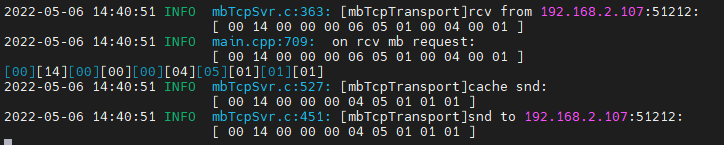 2022-05-06 14:40:51 INFO  mbTcpSvr.c:363: [mbTcpTransport]rcv from 192.168.2.107:51212:
[ 00 14 00 00 00 06 05 01 00 04 00 01 ]
2022-05-06 14:40:51 INFO  main.cpp:709:  on rcv mb request:
[ 00 14 00 00 00 06 05 01 00 04 00 01 ]
[00][14][00][00][00][04][05][01][01][01]
2022-05-06 14:40:51 INFO  mbTcpSvr.c:527: [mbTcpTransport]cache snd:
[ 00 14 00 00 00 04 05 01 01 01 ]
2022-05-06 14:40:51 INFO  mbTcpSvr.c:451: [mbTcpTransport]snd to 192.168.2.107:51212:
[ 00 14 00 00 00 04 05 01 01 01 ]